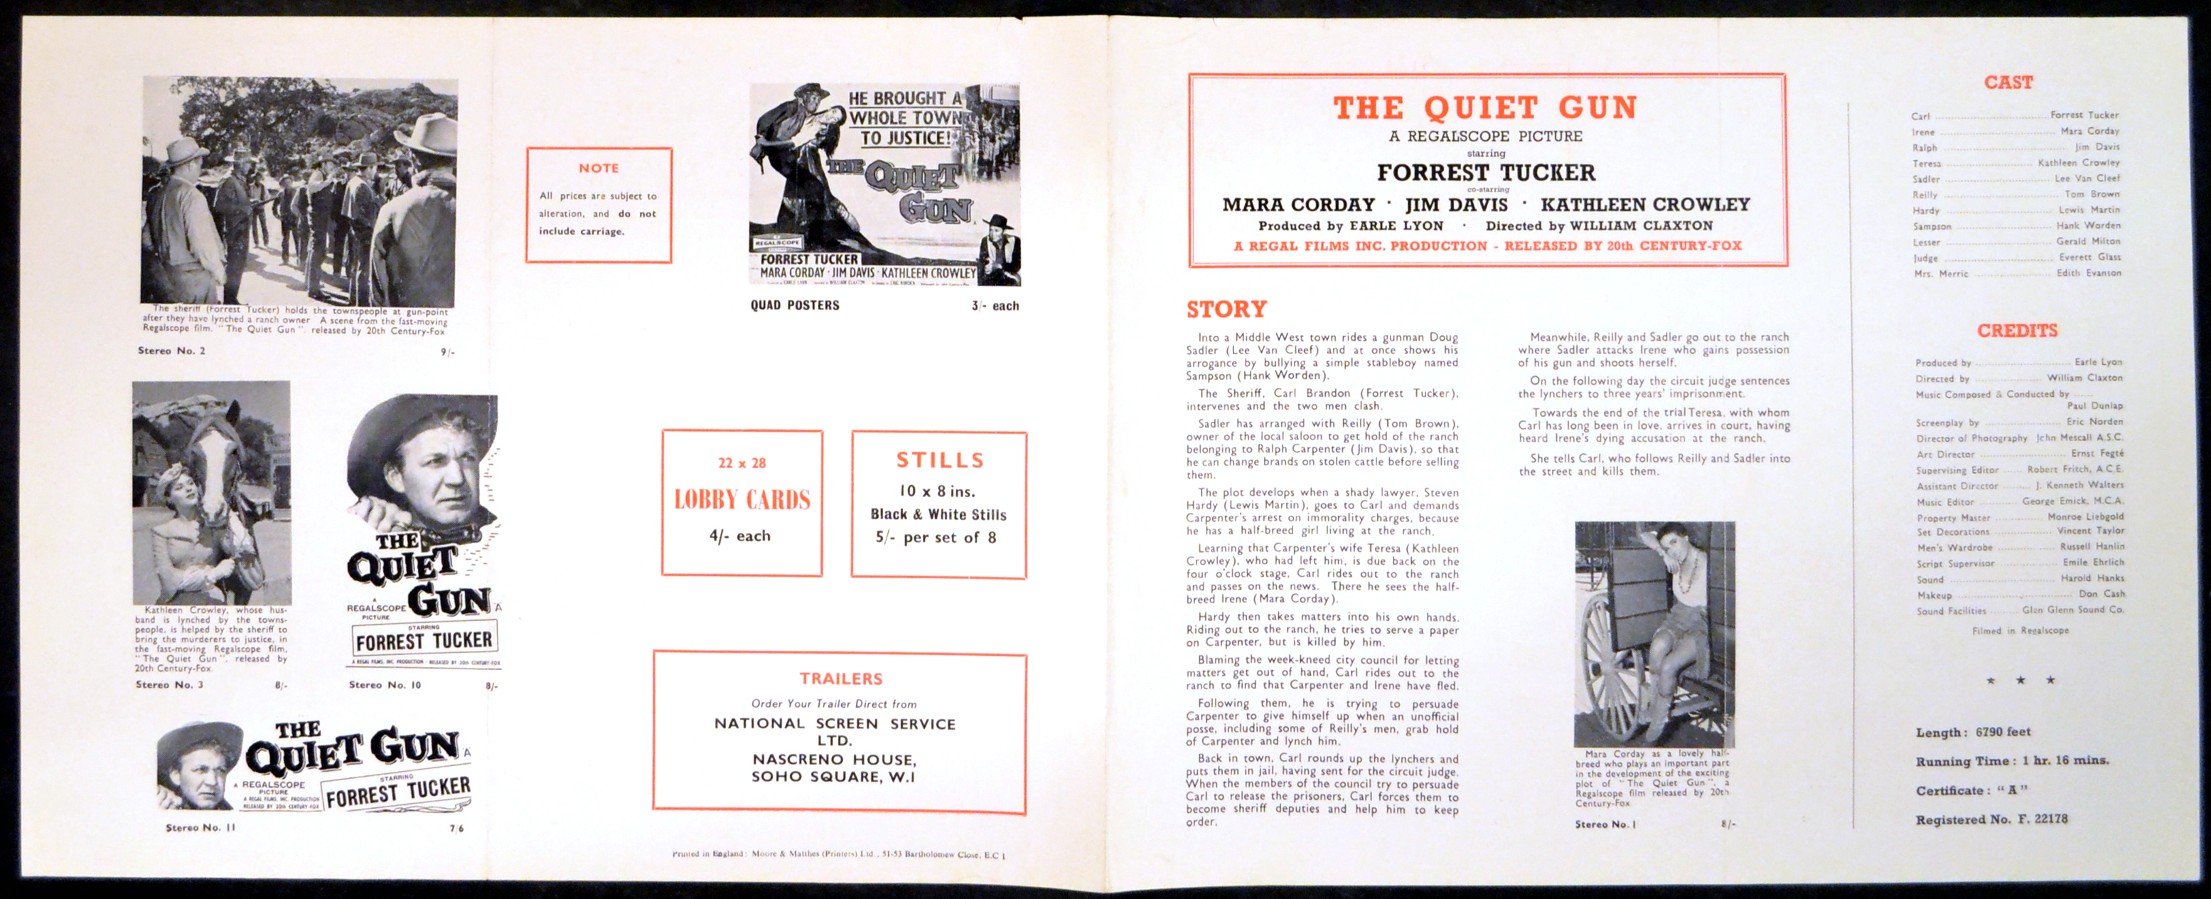 The sheriff (Forrest Tucker) holds the townspeople at gun-point
after they have lynched a ranch owner A scene from the fast-moving
Regalscope film. "The Quiet Gun". released by 20th Century-Fox
Stereo No. 2 9/-
Kathleen Crowley, whose hus-
band is lynched by the towns-
people, is helped by the sheriff to
bring the murderers to justice, in
the fast-moving Regalscope film,
"The Quiet Gun", released by
20th Century-Fox
Stereo No. 3 8/-
THE
QUIET
GUN
A
REGALSCOPE
PICTURE
A
STARRING
FORREST TUCKER
A REGAL FILMS, INC. PRODUCTION · RELEASED BY 20th CENTURY-FOX
Stereo No. 10 8/-
THE
QUIET GUN
A
A
REGALSCOPE
PICTURE
A REGAL FILMS, INC. PRODUCTION
RELEASED BY 20th CENTURY-FOX
STARRING
FORREST TUCKER
Stereo No. 11 7/6
NOTE
All prices are subject to
alteration, and do not
include carriage.
HE BROUGHT A
WHOLE TOWN
TO JUSTICE!
THE QUIET
GUN
REGALSCOPE
FORREST TUCKER
MARA CORDAY · JIM DAVIS · KATHLEEN CROWLEY
QUAD POSTERS 3/- each
22 x 28
LOBBY CARDS
4/- each
STILLS
10 x 8 ins.
Black & White Stills
5/- per set of 8
TRAILERS
Order Your Trailer Direct from
NATIONAL SCREEN SERVICE
LTD.
NASCRENO HOUSE,
SOHO SQUARE, W.1
Printed in England: Moore & Matthes (Printers) Ltd., 51-53 Bartholomew Close, E.C 1
THE QUIET GUN
A REGALSCOPE PICTURE
starring
FORREST TUCKER
co-starring
MARA CORDAY · JIM DAVIS · KATHLEEN CROWLEY
Produced by EARLE LYON · Directed by WILLIAM CLAXTON
A REGAL FILMS INC. PRODUCTION - RELEASED BY 20th CENTURY-FOX
STORY
Into a Middle West town rides a gunman Doug
Sadler (Lee Van Cleef) and at once shows his
arrogance by bullying a simple stableboy named
Sampson (Hank Worden).
The Sheriff, Carl Brandon (Forrest Tucker),
intervenes and the two men clash.
Sadler has arranged with Reilly (Tom Brown),
owner of the local saloon to get hold of the ranch
belonging to Ralph Carpenter (Jim Davis), so that
he can change brands on stolen cattle before selling
them.
The plot develops when a shady lawyer, Steven
Hardy (Lewis Martin), goes to Carl and demands
Carpenter's arrest on immorality charges, because
he has a half-breed girl living at the ranch.
Learning that Carpenter's wife Teresa (Kathleen
Crowley), who had left him, is due back on the
four o'clock stage, Carl rides out to the ranch
and passes on the news. There he sees the half-
breed Irene (Mara Corday).
Hardy then takes matters into his own hands.
Riding out to the ranch, he tries to serve a paper
on Carpenter, but is killed by him.
Blaming the week-kneed city council for letting
matters get out of hand, Carl rides out to the
ranch to find that Carpenter and Irene have fled.
Following them, he is trying to persuade
Carpenter to give himself up when an unofficial
posse, including some of Reilly's men, grab hold
of Carpenter and lynch him.
Back in town, Carl rounds up the lynchers and
puts them in jail, having sent for the circuit judge.
When the members of the council try to persuade
Carl to release the prisoners, Carl forces them to
become sheriff deputies and help him to keep
order.
Meanwhile, Reilly and Sadler go out to the ranch
where Sadler attacks Irene who gains possession
of his gun and shoots herself.
On the following day the circuit judge sentences
the lynchers to three years' imprisonment.
Towards the end of the trial Teresa, with whom
Carl has long been in love, arrives in court, having
heard Irene's dying accusation at the ranch.
She tells Carl, who follows Reilly and Sadler into
the street and kills them.
Mara Corday as a lovely half-
breed who plays an important part
in the development of the exciting
plot of "The Quiet Gun", a
Regalscope film released by 20th
Century-Fox
Stereo No. 1 8/-
CAST
Carl Forrest Tucker
Irene Mara Corday
Ralph Jim Davis
Teresa Kathleen Crowley
Sadler Lee Van Cleef
Reilly Tom Brown
Hardy Lewis Martin
Sampson Hank Worden
Lesser Gerald Milton
Judge Everett Glass
Mrs. Merric Edith Evanson
CREDITS
Produced by Earle Lyon
Directed by William Claxton
Music Composed & Conducted by
Paul Dunlap
Screenplay by Eric Norden
Director of Photography John Mescall A.S.C.
Art Director Ernst Fegté
Supervising Editor Robert Fritch, A.C.E.
Assistant Director J. Kenneth Walters
Music Editor George Emick, M.C.A.
Property Master Monroe Liebgold
Set Decorations Vincent Taylor
Men's Wardrobe Russell Hanlin
Script Supervisor Emile Ehrlich
Sound Harold Hanks
Makeup Don Cash
Sound Facilities Glen Glenn Sound Co.
Filmed in Regalscope
Length: 6790 feet
Running Time: 1 hr. 16 mins.
Certificate: "A"
Registered No. F. 22178